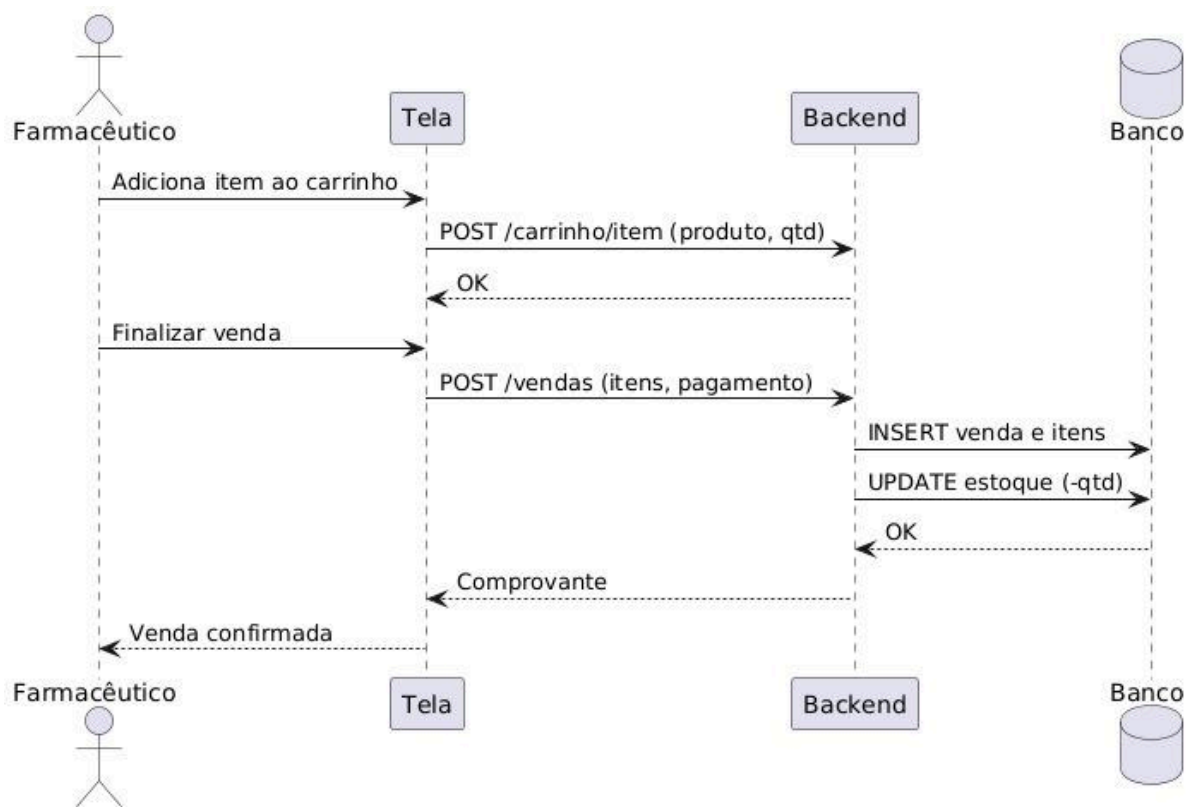 Farmacêutico
Tela
Backend
Banco
Adiciona item ao carrinho
POST /carrinho/item (produto, qtd)
OK
Finalizar venda
POST /vendas (itens, pagamento)
INSERT venda e itens
UPDATE estoque (-qtd)
OK
Comprovante
Venda confirmada
Farmacêutico
Tela
Backend
Banco